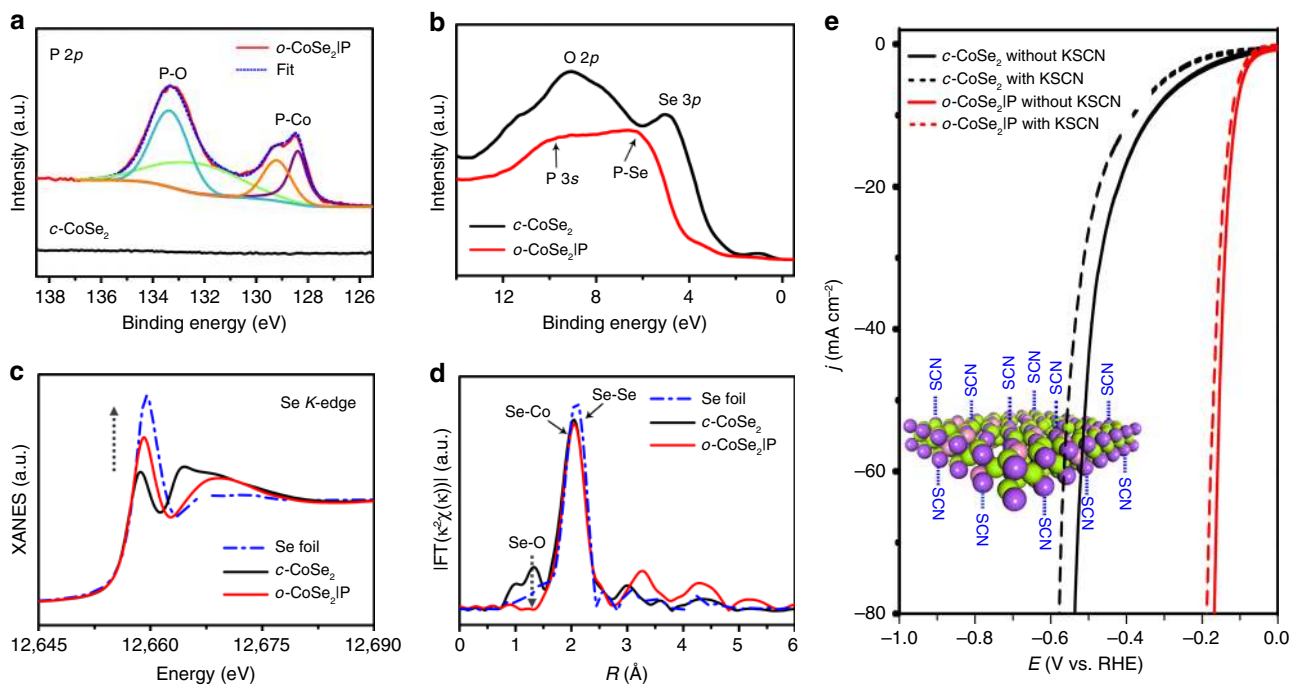 a
P 2p
o-CoSe₂|P
Fit
P-O
P-Co
c-CoSe₂
Intensity (a.u.)
138 136 134 132 130 128 126
Binding energy (eV)
b
O 2p
Se 3p
P 3s
P-Se
c-CoSe₂
o-CoSe₂|P
Intensity (a.u.)
12 8 4 0
Binding energy (eV)
c
Se K-edge
Se foil
c-CoSe₂
o-CoSe₂|P
XANES (a.u.)
12,645 12,660 12,675 12,690
Energy (eV)
d
Se-Co
Se-Se
Se foil
c-CoSe₂
o-CoSe₂|P
Se-O
|FT(κ²χ(κ))| (a.u.)
0 1 2 3 4 5 6
R (Å)
e
c-CoSe₂ without KSCN
c-CoSe₂ with KSCN
o-CoSe₂|P without KSCN
o-CoSe₂|P with KSCN
0
–20
–40
–60
–80
j (mA cm⁻²)
SCN SCN SCN SCN SCN SCN
SCN SCN SCN SCN SCN
–1.0 –0.8 –0.6 –0.4 –0.2 0.0
E (V vs. RHE)